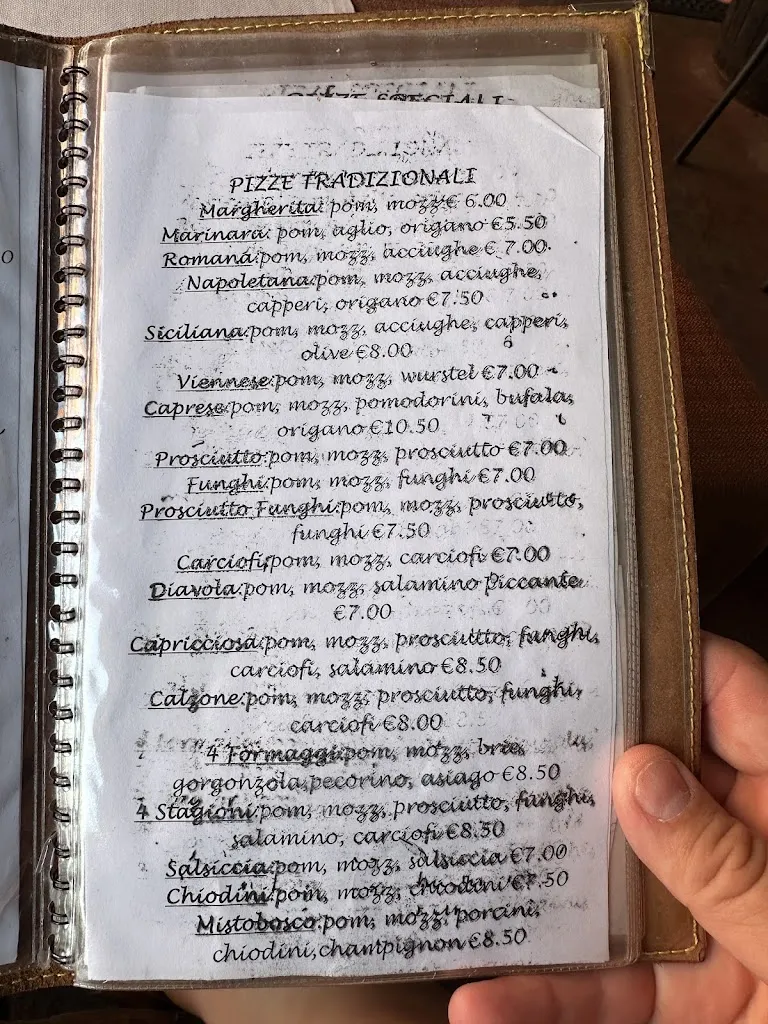 PIZZE SPECIALI
PIZZE TRADIZIONALI
Margherita: pom, mozz € 6.00
Marinara: pom, aglio, origano €5.50
Romana:pom, mozz, acciughe € 7.00
Napoletana:pom, mozz, acciughe,
capperi, origano €7.50
Siciliana:pom, mozz, acciughe, capperi,
olive €8.00
Viennese:pom, mozz, wurstel €7.00
Caprese:pom, mozz, pomodorini, bufala,
origano €10.50
Prosciutto:pom, mozz, prosciutto €7.00
Funghi:pom, mozz, funghi €7.00
Prosciutto Funghi:pom, mozz, prosciutto,
funghi €7.50
Carciofi:pom, mozz, carciofi €7.00
Diavola:pom, mozz, salamino piccante
€7.00
Capricciosa:pom, mozz, prosciutto, funghi,
carciofi, salamino €8.50
Calzone:pom, mozz, prosciutto, funghi,
carciofi €8.00
4 Formaggi:pom, mozz, brie,
gorgonzola,pecorino, asiago €8.50
4 Stagioni:pom, mozz, prosciutto, funghi,
salamino, carciofi €8.50
Salsiccia:pom, mozz, salsiccia €7.00
Chiodini:pom, mozz, chiodini €7.50
Mistobosco:pom, mozz, porcini,
chiodini,champignon €8.50